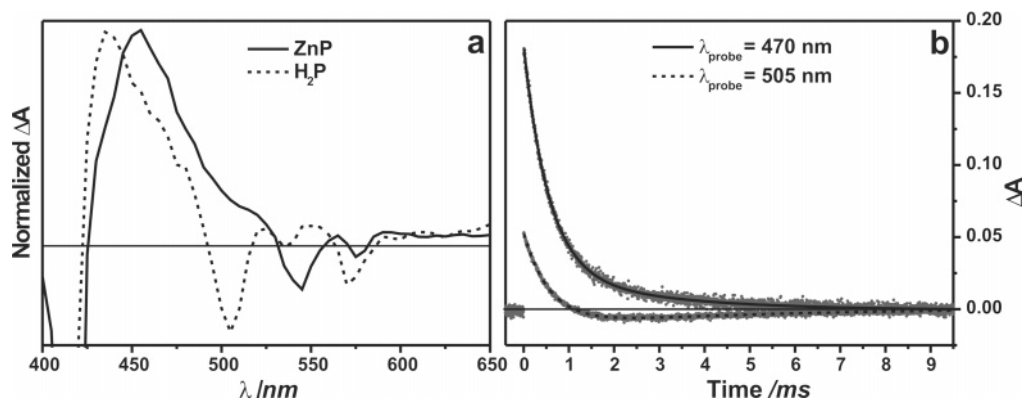 a
ZnP
H₂P
Normalized ΔA
400 450 500 550 600 650
λ /nm
b
λprobe = 470 nm
λprobe = 505 nm
0.20
0.15
0.10
0.05
0.00
ΔA
0 1 2 3 4 5 6 7 8 9
Time /ms